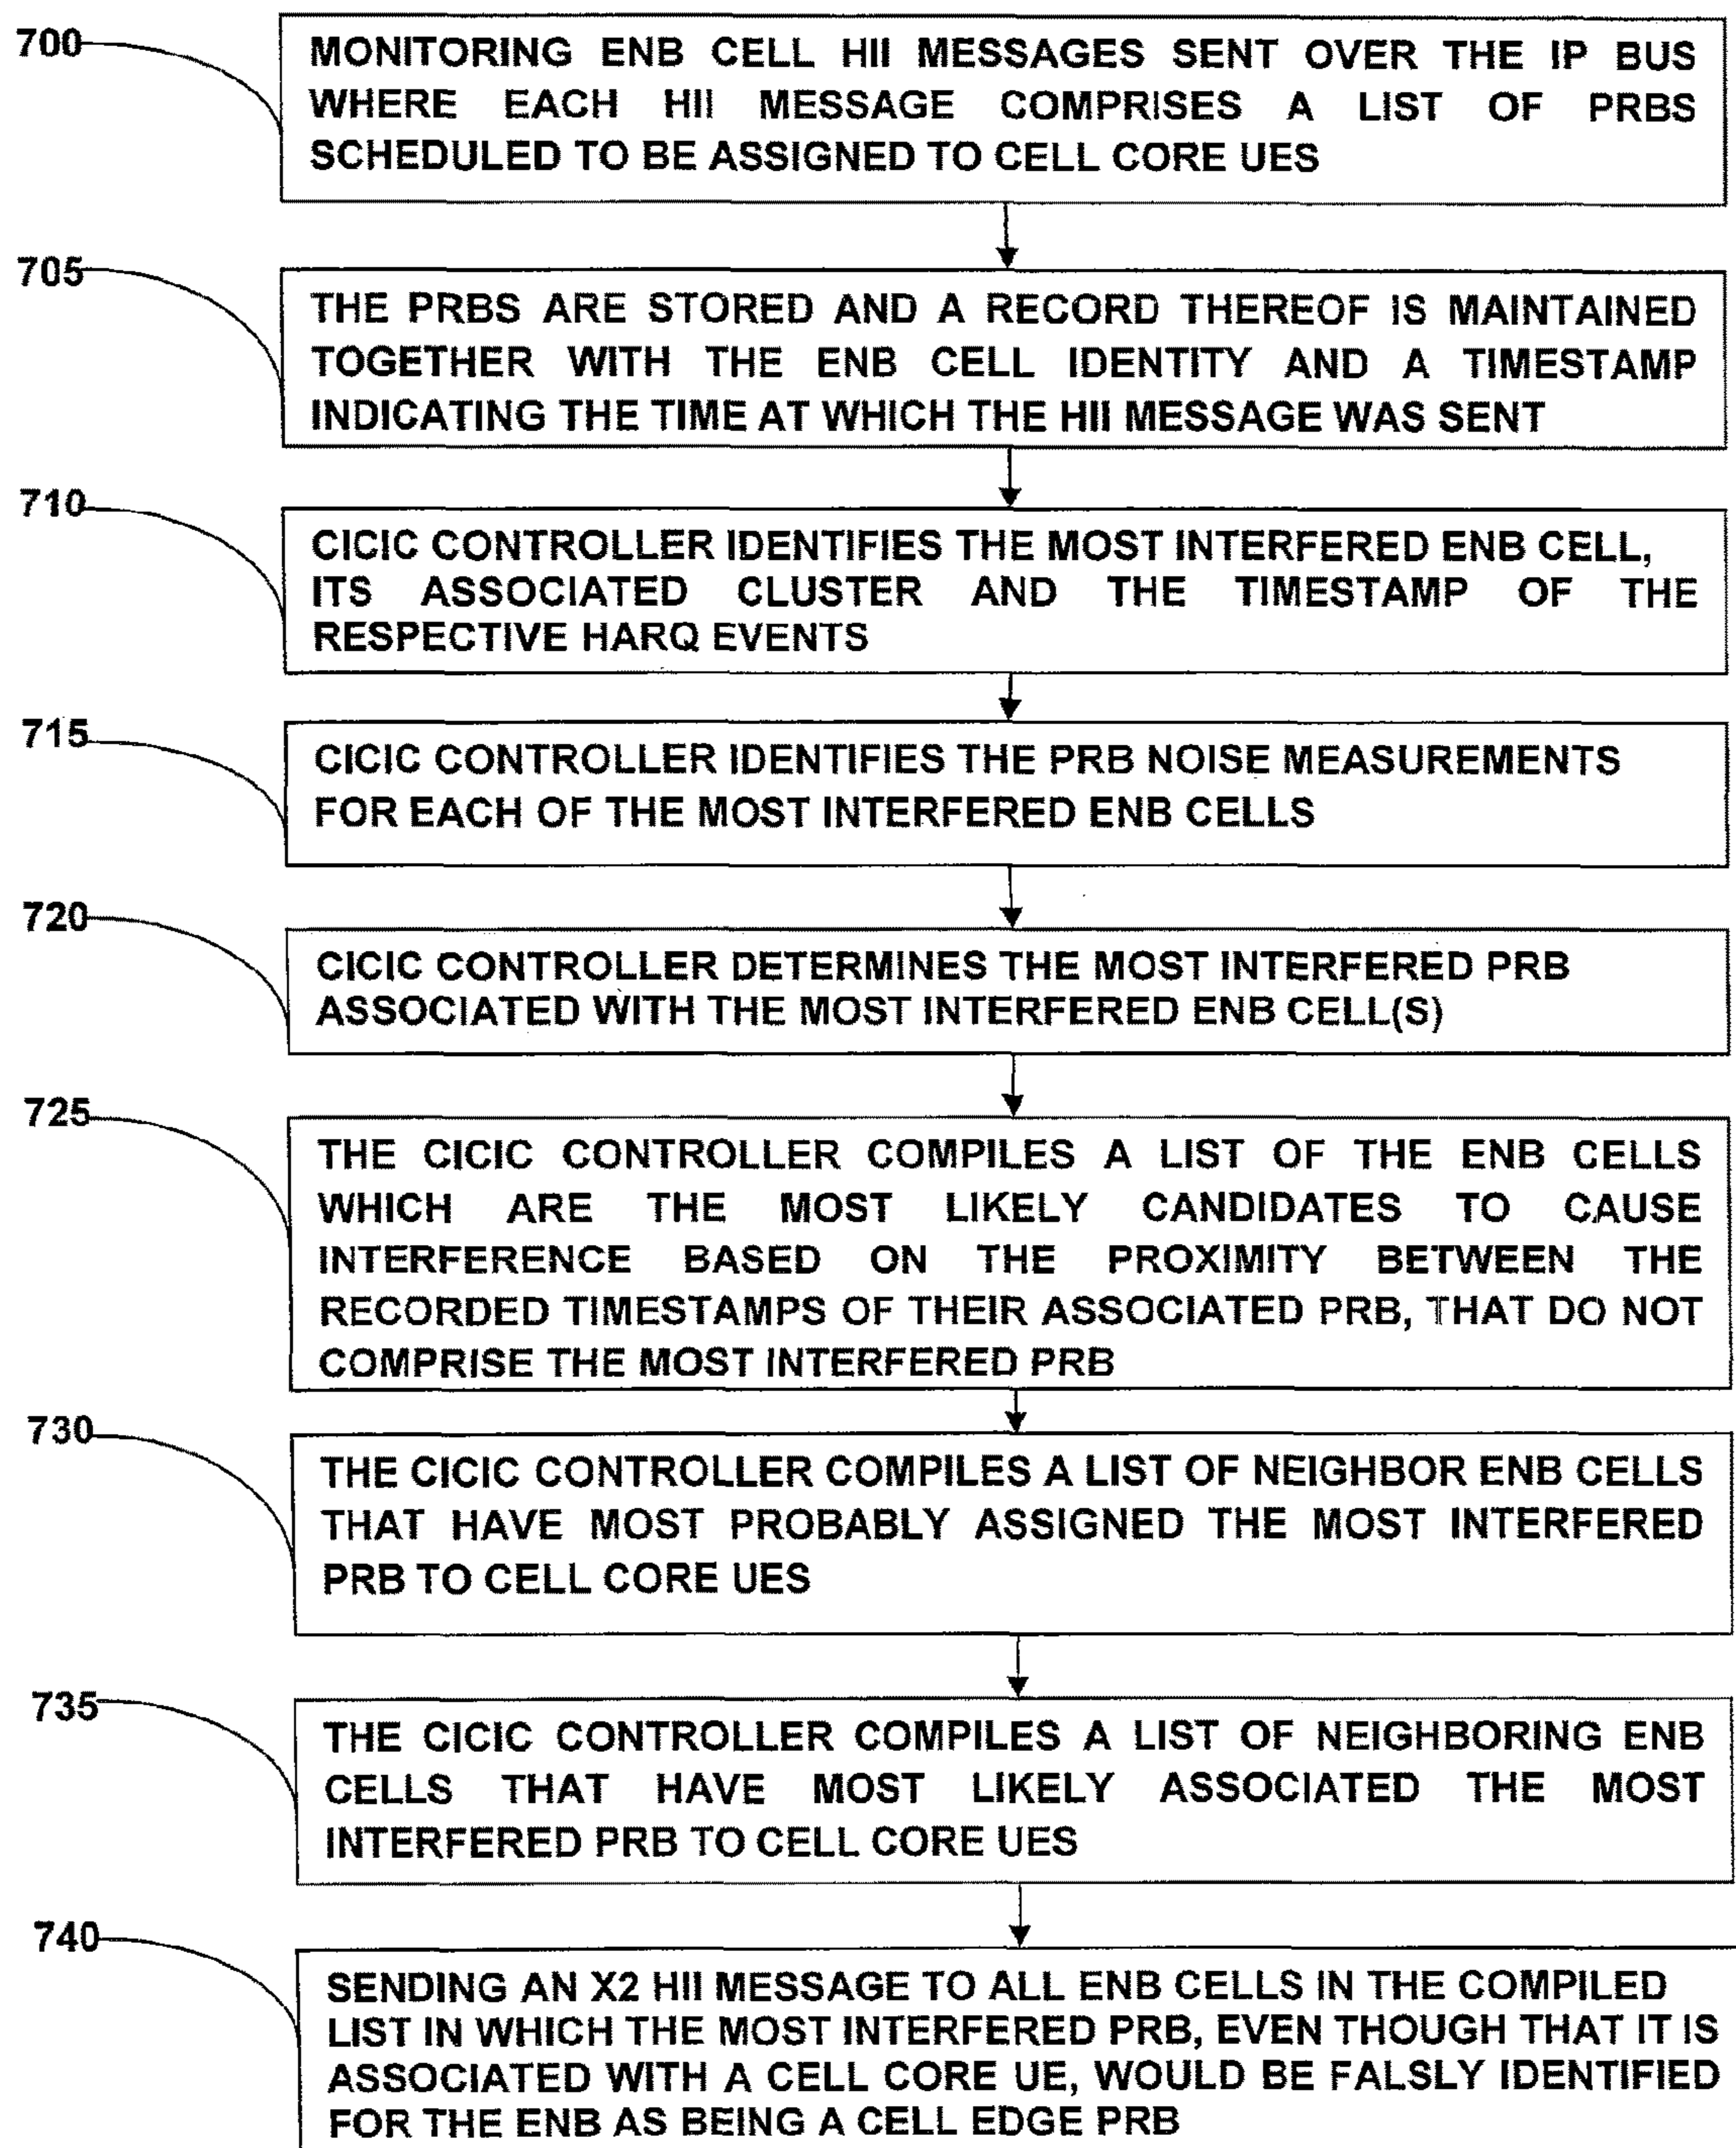 700
MONITORING ENB CELL HII MESSAGES SENT OVER THE IP BUS
WHERE EACH HII MESSAGE COMPRISES A LIST OF PRBS
SCHEDULED TO BE ASSIGNED TO CELL CORE UES
705
THE PRBS ARE STORED AND A RECORD THEREOF IS MAINTAINED
TOGETHER WITH THE ENB CELL IDENTITY AND A TIMESTAMP
INDICATING THE TIME AT WHICH THE HII MESSAGE WAS SENT
710
CICIC CONTROLLER IDENTIFIES THE MOST INTERFERED ENB CELL,
ITS ASSOCIATED CLUSTER AND THE TIMESTAMP OF THE
RESPECTIVE HARQ EVENTS
715
CICIC CONTROLLER IDENTIFIES THE PRB NOISE MEASUREMENTS
FOR EACH OF THE MOST INTERFERED ENB CELLS
720
CICIC CONTROLLER DETERMINES THE MOST INTERFERED PRB
ASSOCIATED WITH THE MOST INTERFERED ENB CELL(S)
725
THE CICIC CONTROLLER COMPILES A LIST OF THE ENB CELLS
WHICH ARE THE MOST LIKELY CANDIDATES TO CAUSE
INTERFERENCE BASED ON THE PROXIMITY BETWEEN THE
RECORDED TIMESTAMPS OF THEIR ASSOCIATED PRB, THAT DO NOT
COMPRISE THE MOST INTERFERED PRB
730
THE CICIC CONTROLLER COMPILES A LIST OF NEIGHBOR ENB CELLS
THAT HAVE MOST PROBABLY ASSIGNED THE MOST INTERFERED
PRB TO CELL CORE UES
735
THE CICIC CONTROLLER COMPILES A LIST OF NEIGHBORING ENB
CELLS THAT HAVE MOST LIKELY ASSOCIATED THE MOST
INTERFERED PRB TO CELL CORE UES
740
SENDING AN X2 HII MESSAGE TO ALL ENB CELLS IN THE COMPILED
LIST IN WHICH THE MOST INTERFERED PRB, EVEN THOUGH THAT IT IS
ASSOCIATED WITH A CELL CORE UE, WOULD BE FALSLY IDENTIFIED
FOR THE ENB AS BEING A CELL EDGE PRB